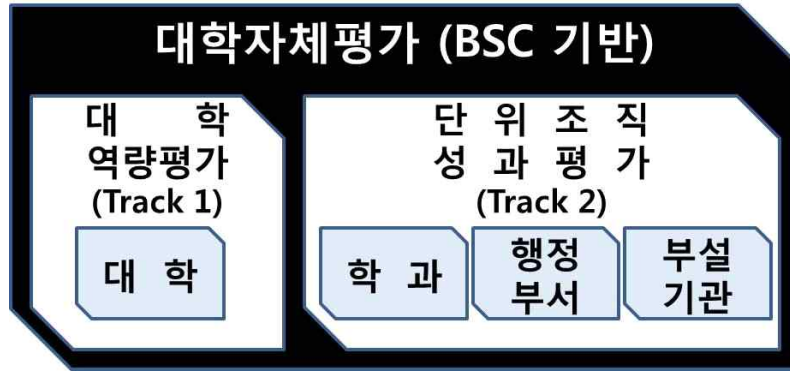 대학자체평가 (BSC 기반)
대 학
역량평가
(Track 1)
대 학
단 위 조 직
성 과 평 가
(Track 2)
학 과
행정
부서
부설
기관